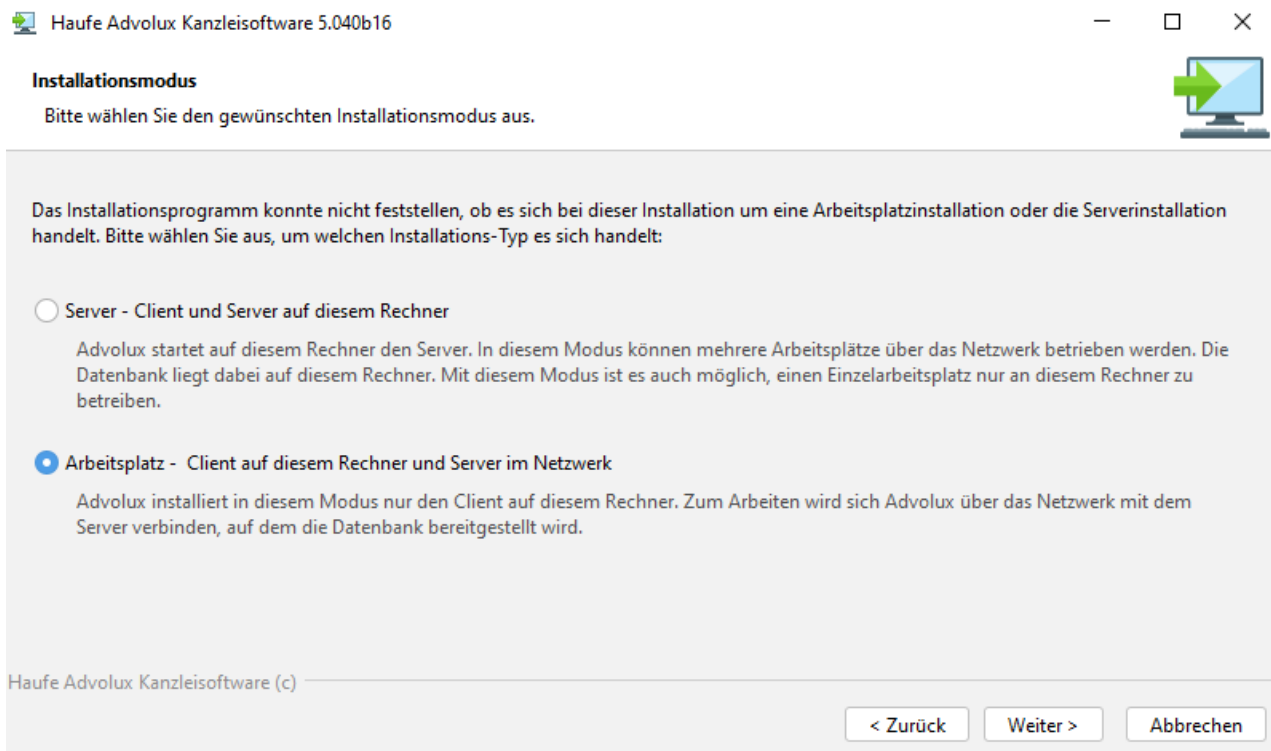 Haufe Advolux Kanzleisoftware 5.040b16
Installationsmodus
Bitte wählen Sie den gewünschten Installationsmodus aus.
Das Installationsprogramm konnte nicht feststellen, ob es sich bei dieser Installation um eine Arbeitsplatzinstallation oder die Serverinstallation
handelt. Bitte wählen Sie aus, um welchen Installations-Typ es sich handelt:
Server - Client und Server auf diesem Rechner
Advolux startet auf diesem Rechner den Server. In diesem Modus können mehrere Arbeitsplätze über das Netzwerk betrieben werden. Die
Datenbank liegt dabei auf diesem Rechner. Mit diesem Modus ist es auch möglich, einen Einzelarbeitsplatz nur an diesem Rechner zu
betreiben.
Arbeitsplatz -  Client auf diesem Rechner und Server im Netzwerk
Advolux installiert in diesem Modus nur den Client auf diesem Rechner. Zum Arbeiten wird sich Advolux über das Netzwerk mit dem
Server verbinden, auf dem die Datenbank bereitgestellt wird.
Haufe Advolux Kanzleisoftware (c)
< Zurück Weiter > Abbrechen